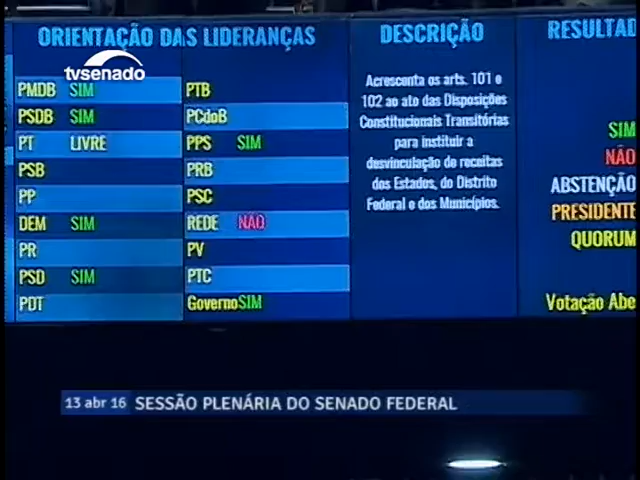 ORIENTAÇÃO DAS LIDERANÇAS
tvsenado
PMDB SIM
PSDB SIM
PT LIVRE
PSB
PP
DEM SIM
PR
PSD SIM
PDT
PTB
PCdoB
PPS SIM
PRB
PSC
REDE NÃO
PV
PTC
Governo SIM
DESCRIÇÃO
Acrescenta os arts. 101 e
102 ao ato das Disposições
Constitucionais Transitórias
para instituir a
desvinculação de receitas
dos Estados, do Distrito
Federal e dos Municípios.
RESULTAD
SIM
NÃO
ABSTENÇÃO
PRESIDENTE
QUORUM
Votação Abe
13 abr 16 SESSÃO PLENÁRIA DO SENADO FEDERAL